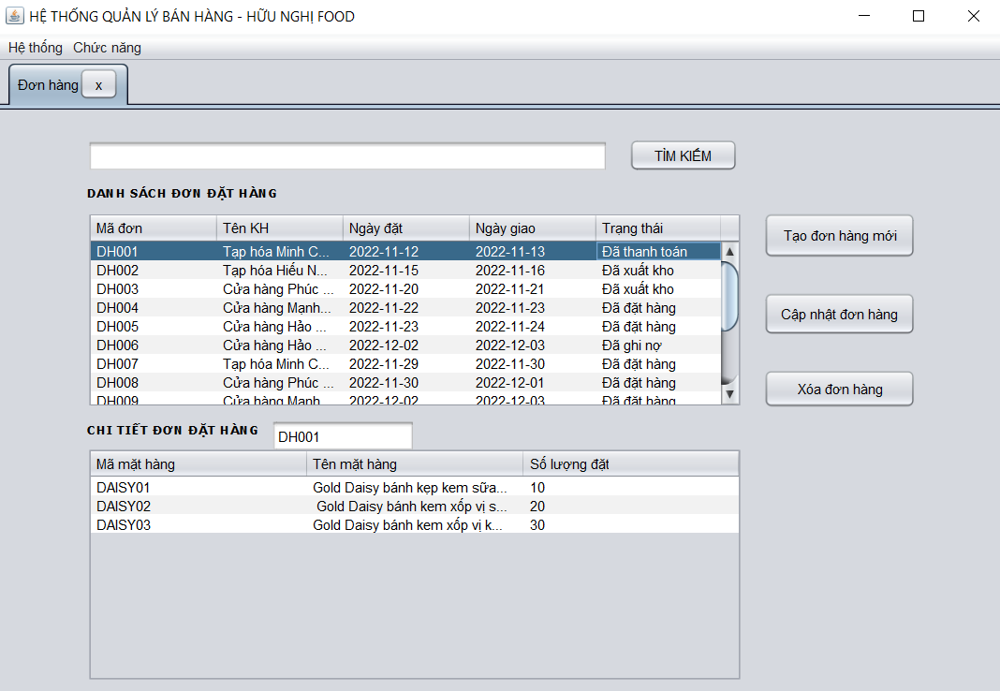 HỆ THỐNG QUẢN LÝ BÁN HÀNG - HỮU NGHỊ FOOD
Hệ thống Chức năng
Đơn hàng x
TÌM KIẾM
DANH SÁCH ĐƠN ĐẶT HÀNG
Mã đơn Tên KH Ngày đặt Ngày giao Trạng thái
DH001 Tạp hóa Minh C... 2022-11-12 2022-11-13 Đã thanh toán
DH002 Tạp hóa Hiếu N... 2022-11-15 2022-11-16 Đã xuất kho
DH003 Cửa hàng Phúc ... 2022-11-20 2022-11-21 Đã xuất kho
DH004 Cửa hàng Mạnh... 2022-11-22 2022-11-23 Đã đặt hàng
DH005 Cửa hàng Hảo ... 2022-11-23 2022-11-24 Đã đặt hàng
DH006 Cửa hàng Hảo ... 2022-12-02 2022-12-03 Đã ghi nợ
DH007 Tạp hóa Minh C... 2022-11-29 2022-11-30 Đã đặt hàng
DH008 Cửa hàng Phúc ... 2022-11-30 2022-12-01 Đã đặt hàng
DH009 Cửa hàng Mạnh... 2022-12-02 2022-12-03 Đã đặt hàng
Tạo đơn hàng mới
Cập nhật đơn hàng
Xóa đơn hàng
CHI TIẾT ĐƠN ĐẶT HÀNG DH001
Mã mặt hàng Tên mặt hàng Số lượng đặt
DAISY01 Gold Daisy bánh kẹp kem sữa... 10
DAISY02 Gold Daisy bánh kem xốp vị s... 20
DAISY03 Gold Daisy bánh kem xốp vị k... 30